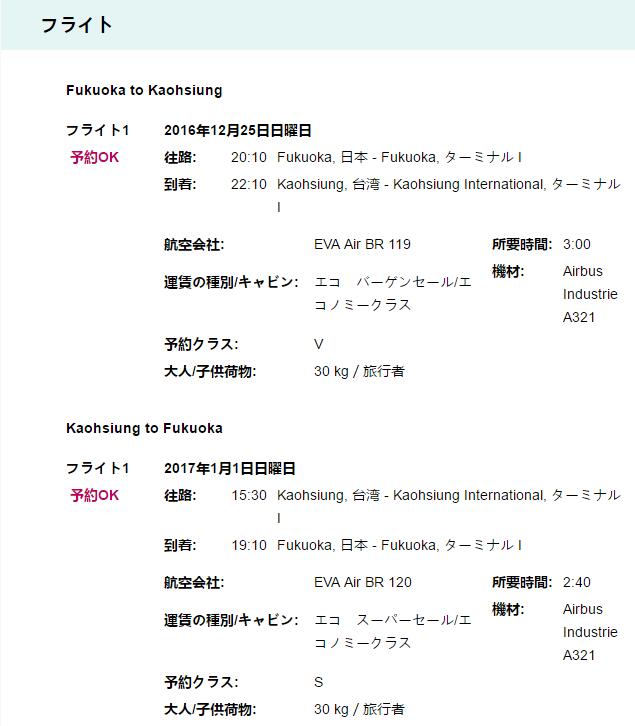 フライト
Fukuoka to Kaohsiung
フライト1 2016年12月25日日曜日
予約OK 往路: 20:10 Fukuoka, 日本 - Fukuoka, ターミナル I
到着: 22:10 Kaohsiung, 台湾 - Kaohsiung International, ターミナル
I
航空会社: EVA Air BR 119 所要時間: 3:00
運賃の種別/キャビン: エコ　バーゲンセール/エ
コノミークラス
機材: Airbus
Industrie
A321
予約クラス: V
大人/子供荷物: 30 kg / 旅行者
Kaohsiung to Fukuoka
フライト1 2017年1月1日日曜日
予約OK 往路: 15:30 Kaohsiung, 台湾 - Kaohsiung International, ターミナル
I
到着: 19:10 Fukuoka, 日本 - Fukuoka, ターミナル I
航空会社: EVA Air BR 120 所要時間: 2:40
運賃の種別/キャビン: エコ　スーパーセール/エ
コノミークラス
機材: Airbus
Industrie
A321
予約クラス: S
大人/子供荷物: 30 kg / 旅行者